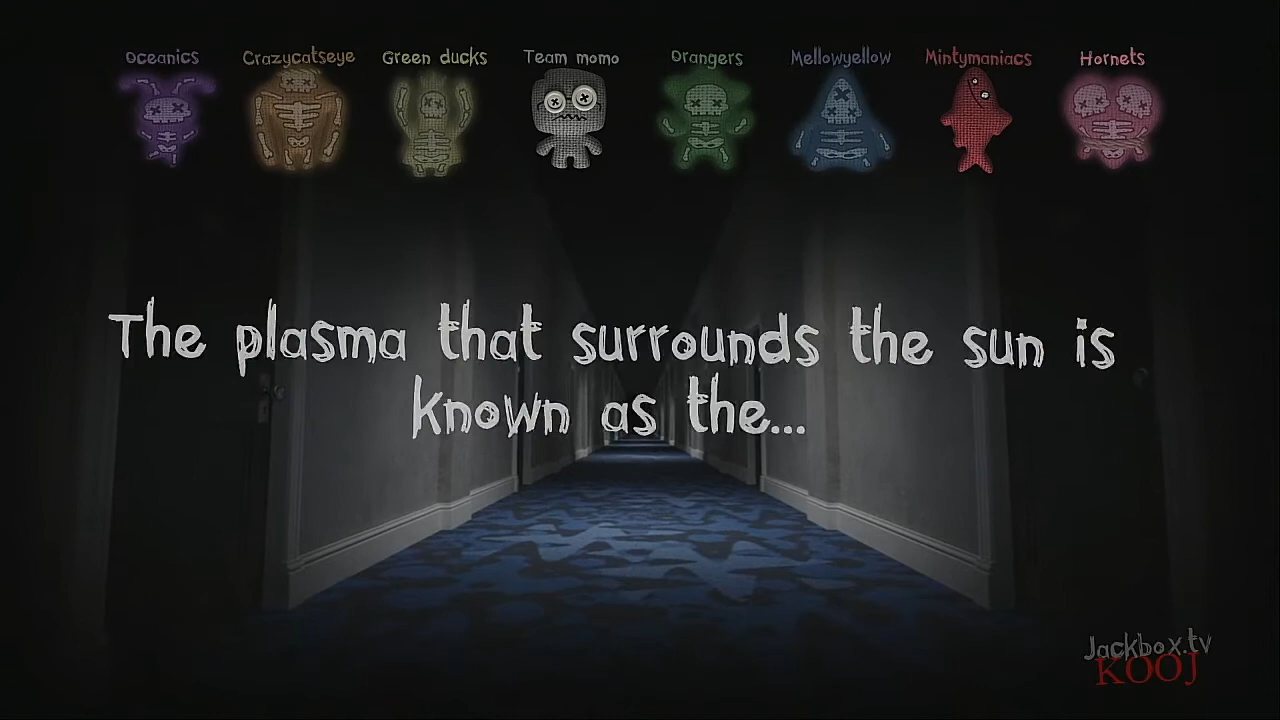 Oceanics Crazycatseye Green ducks Team momo Orangers Mellowyellow Mintymaniacs Hornets
The plasma that surrounds the sun is
known as the...
Jackbox.tv
KOOJ